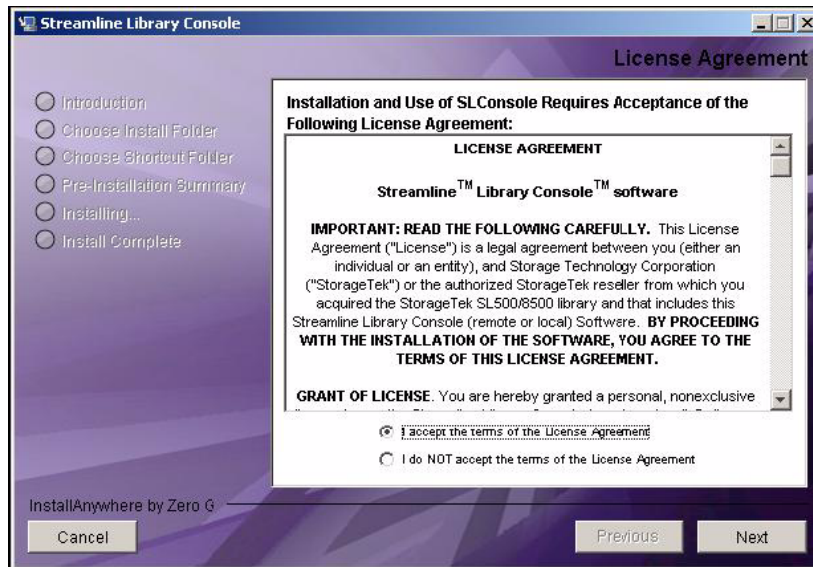 Streamline Library Console
License Agreement
Introduction
Choose Install Folder
Choose Shortcut Folder
Pre-Installation Summary
Installing...
Install Complete
Installation and Use of SLConsole Requires Acceptance of the
Following License Agreement:
LICENSE AGREEMENT
Streamline™ Library Console™ software
IMPORTANT: READ THE FOLLOWING CAREFULLY. This License
Agreement ("License") is a legal agreement between you (either an
individual or an entity), and Storage Technology Corporation
("StorageTek") or the authorized StorageTek reseller from which you
acquired the StorageTek SL500/8500 library and that includes this
Streamline Library Console (remote or local) Software. BY PROCEEDING
WITH THE INSTALLATION OF THE SOFTWARE, YOU AGREE TO THE
TERMS OF THIS LICENSE AGREEMENT.
GRANT OF LICENSE. You are hereby granted a personal, nonexclusive
I accept the terms of the License Agreement
I do NOT accept the terms of the License Agreement
InstallAnywhere by Zero G
Cancel
Previous
Next